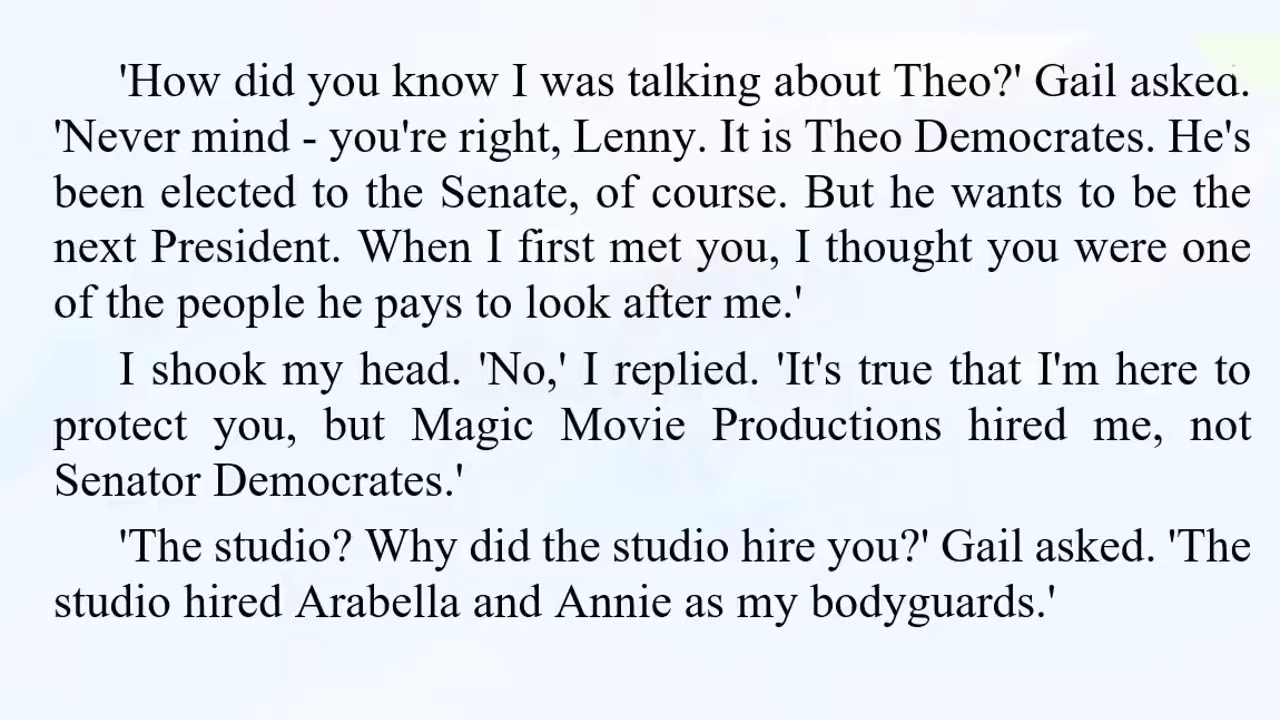 'How did you know I was talking about Theo?' Gail asked.
'Never mind - you're right, Lenny. It is Theo Democrates. He's
been elected to the Senate, of course. But he wants to be the
next President. When I first met you, I thought you were one
of the people he pays to look after me.'
I shook my head. 'No,' I replied. 'It's true that I'm here to
protect you, but Magic Movie Productions hired me, not
Senator Democrates.'
'The studio? Why did the studio hire you?' Gail asked. 'The
studio hired Arabella and Annie as my bodyguards.'